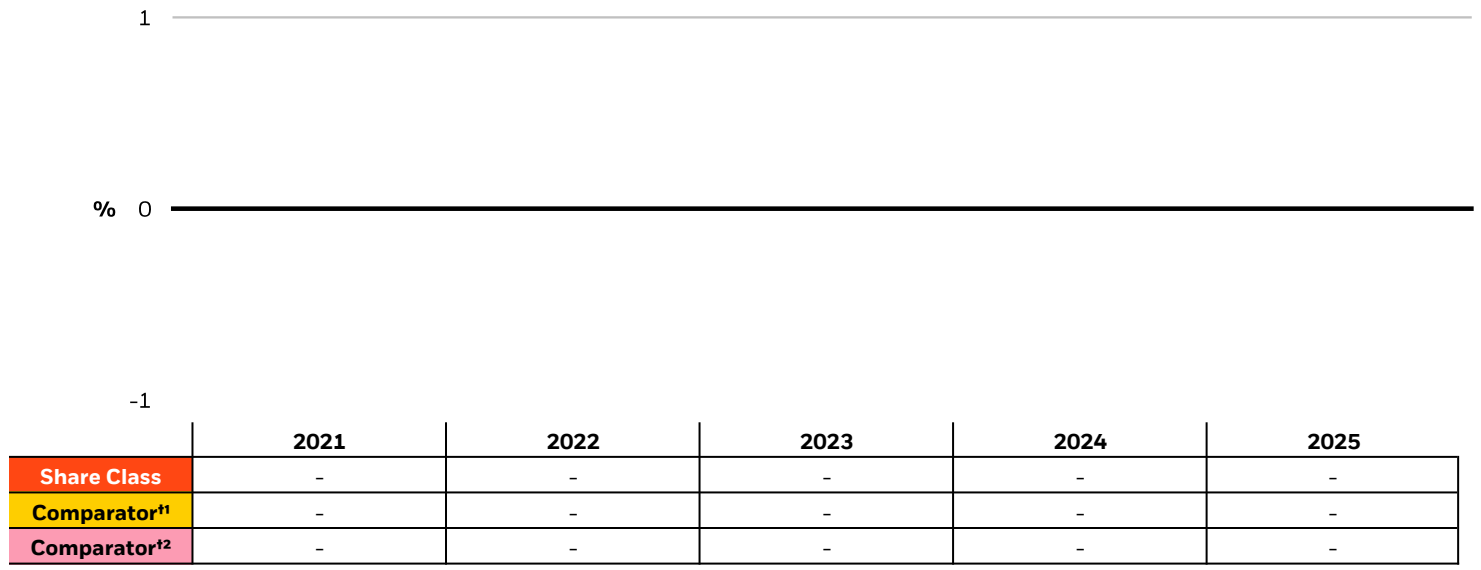 1
% 0
-1
2021 2022 2023 2024 2025
Share Class - - - - -
Comparator†1 - - - - -
Comparator†2 - - - - -